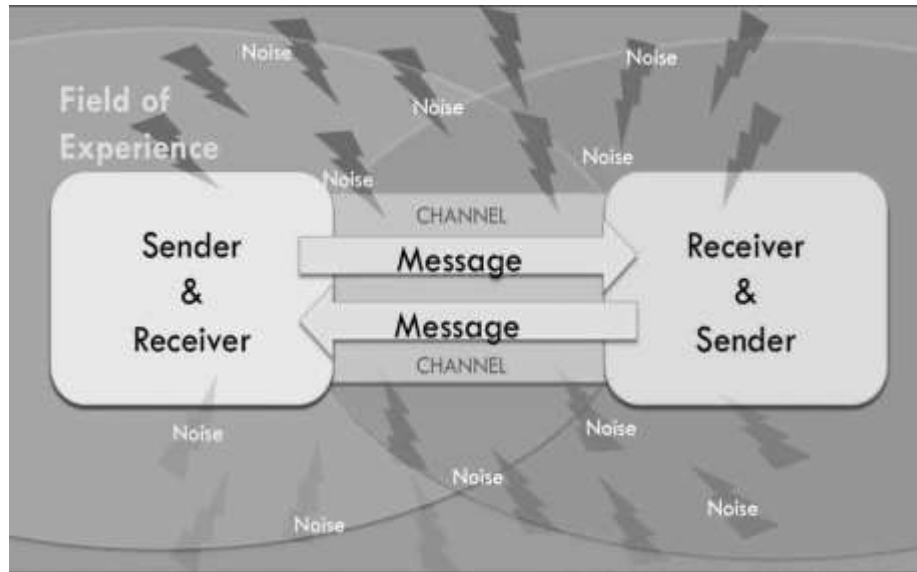 Noise
Noise
Noise
Field of
Experience
Noise
Noise
CHANNEL
Sender
&
Receiver
Message
Message
Receiver
&
Sender
CHANNEL
Noise
Noise
Noise
Noise
Noise